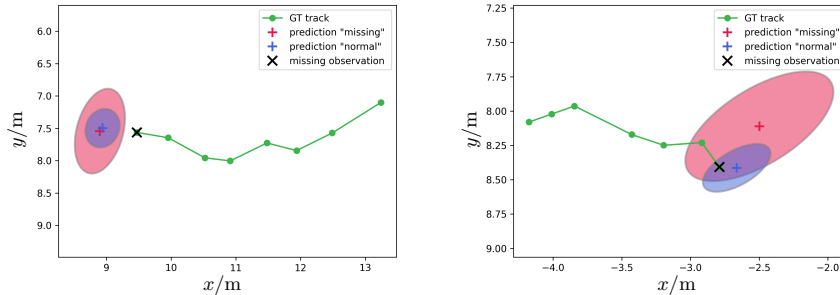 GT track
prediction "missing"
prediction "normal"
missing observation
6.0
6.5
7.0
7.5
8.0
8.5
9.0
y/m
9
10
11
12
13
x/m
GT track
prediction "missing"
prediction "normal"
missing observation
7.25
7.50
7.75
8.00
8.25
8.50
8.75
9.00
y/m
−4.0
−3.5
−3.0
−2.5
−2.0
x/m